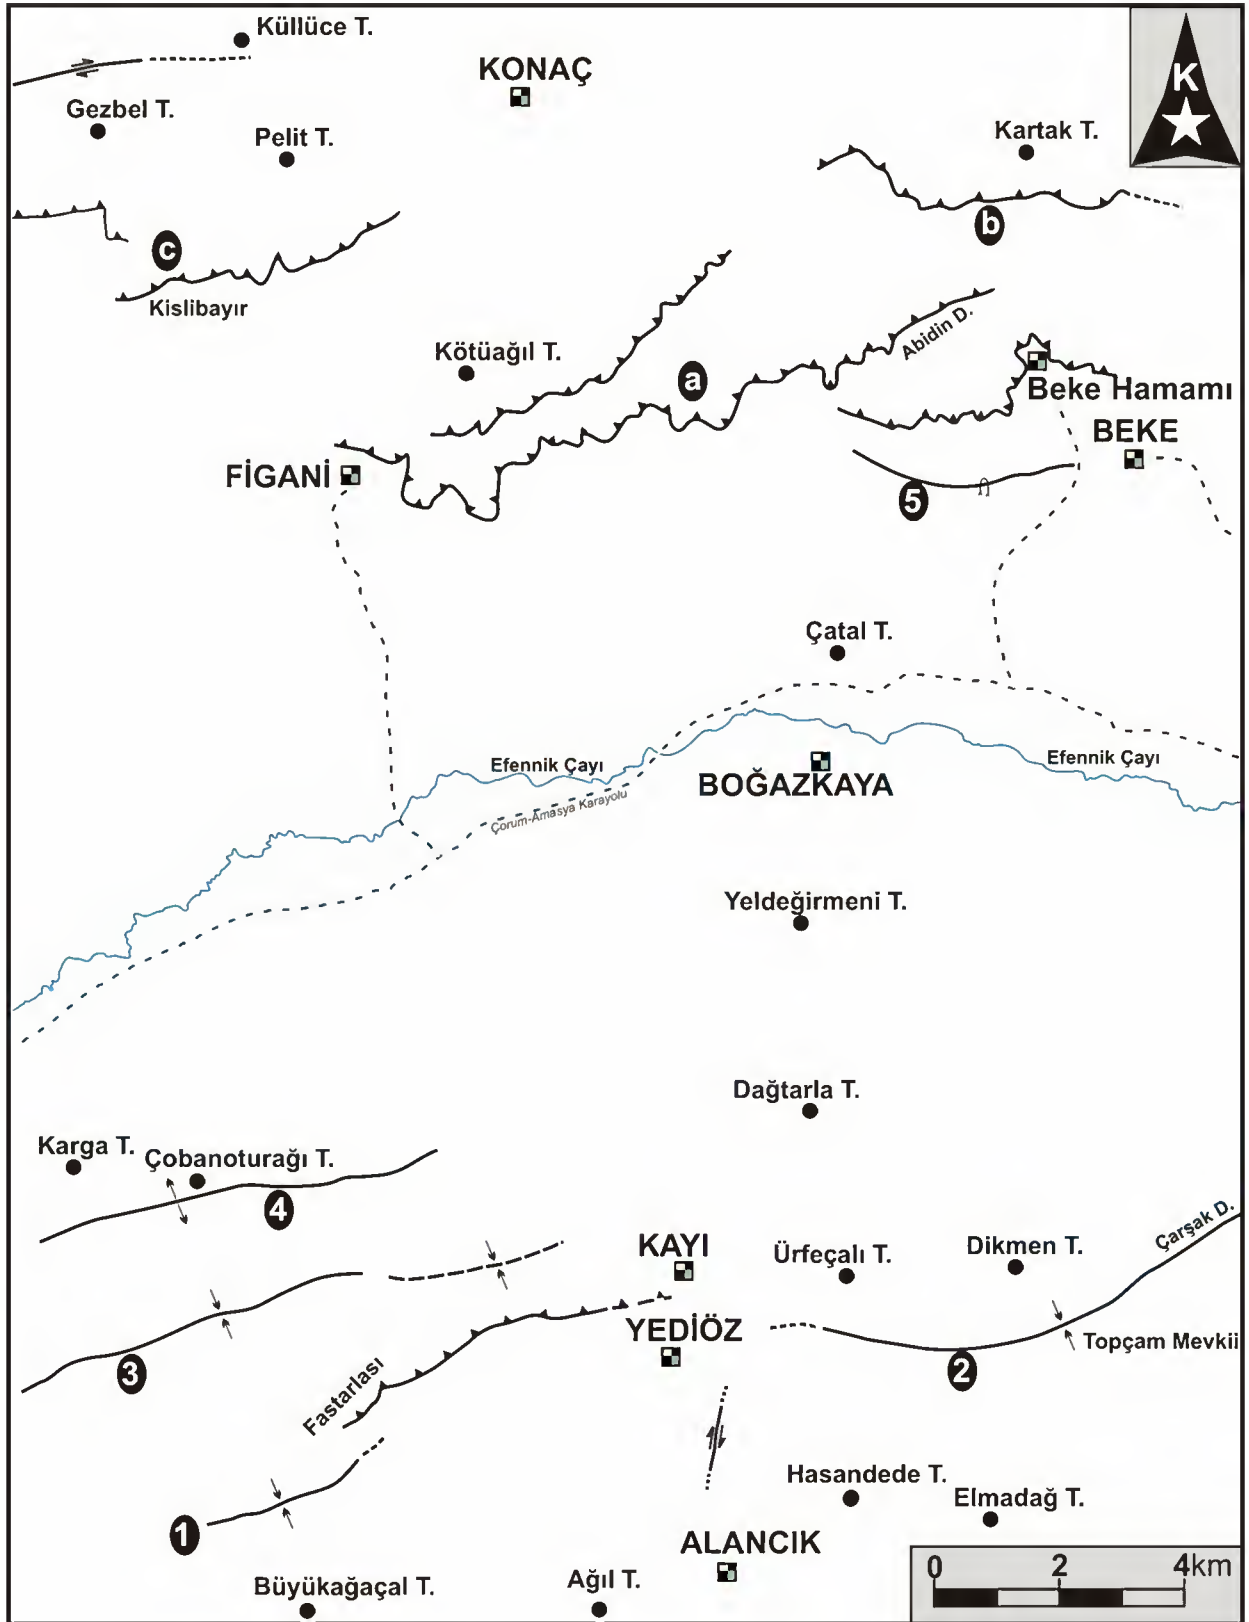 Küllüce T.
KONAÇ
K
Gezbel T.
Pelit T.
Kartak T.
b
c
Kislibayır
Abidin D.
Kötüağıl T.
a
Beke Hamamı
BEKE
FİGANİ
5
Çatal T.
Efennik Çayı
Efennik Çayı
BOĞAZKAYA
Çorum-Amasya Karayolu
Yeldeğirmeni T.
Dağtarla T.
Karga T.
Çobanoturağı T.
4
Çarşak D.
KAYI
Ürfeçalı T.
Dikmen T.
YEDİÖZ
Topçam Mevkii
3
2
Fastarlası
Hasandede T.
Elmadağ T.
1
ALANCIK
Büyükağaçal T.
Ağıl T.
0 2 4km